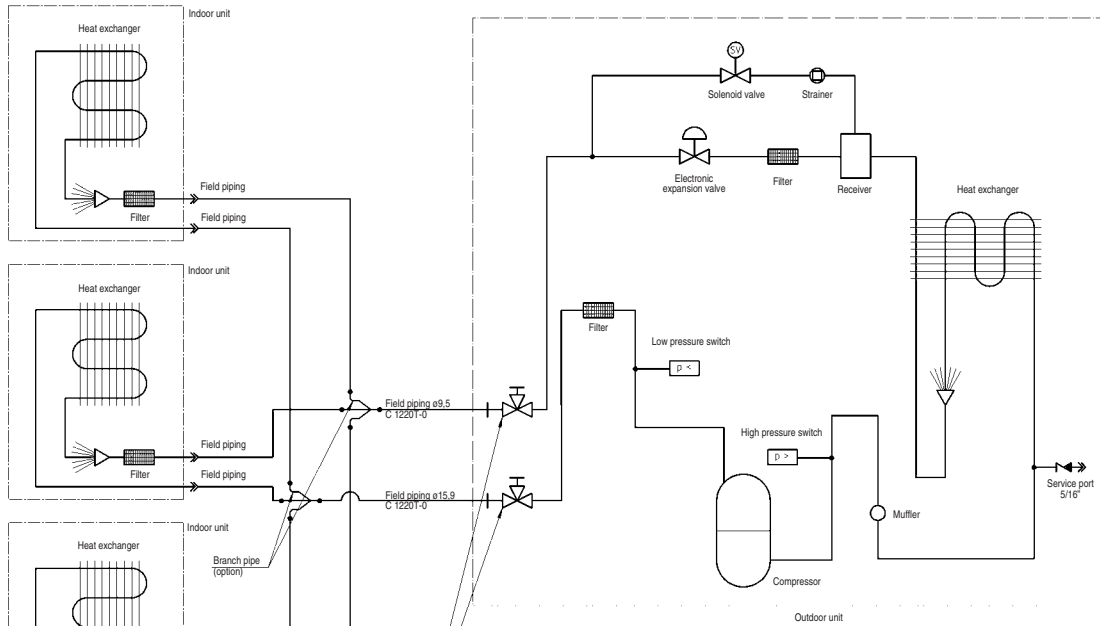 Indoor unit
Heat exchanger
Filter
Field piping
Field piping
Indoor unit
Heat exchanger
Filter
Field piping
Field piping
Indoor unit
Heat exchanger
Branch pipe
(option)
Field piping ø9,5
C 1220T-0
Field piping ø15,9
C 1220T-0
SV
Solenoid valve
Strainer
Electronic
expansion valve
Filter
Receiver
Heat exchanger
Filter
Low pressure switch
p <
High pressure switch
p >
Muffler
Service port
5/16"
Compressor
Outdoor unit